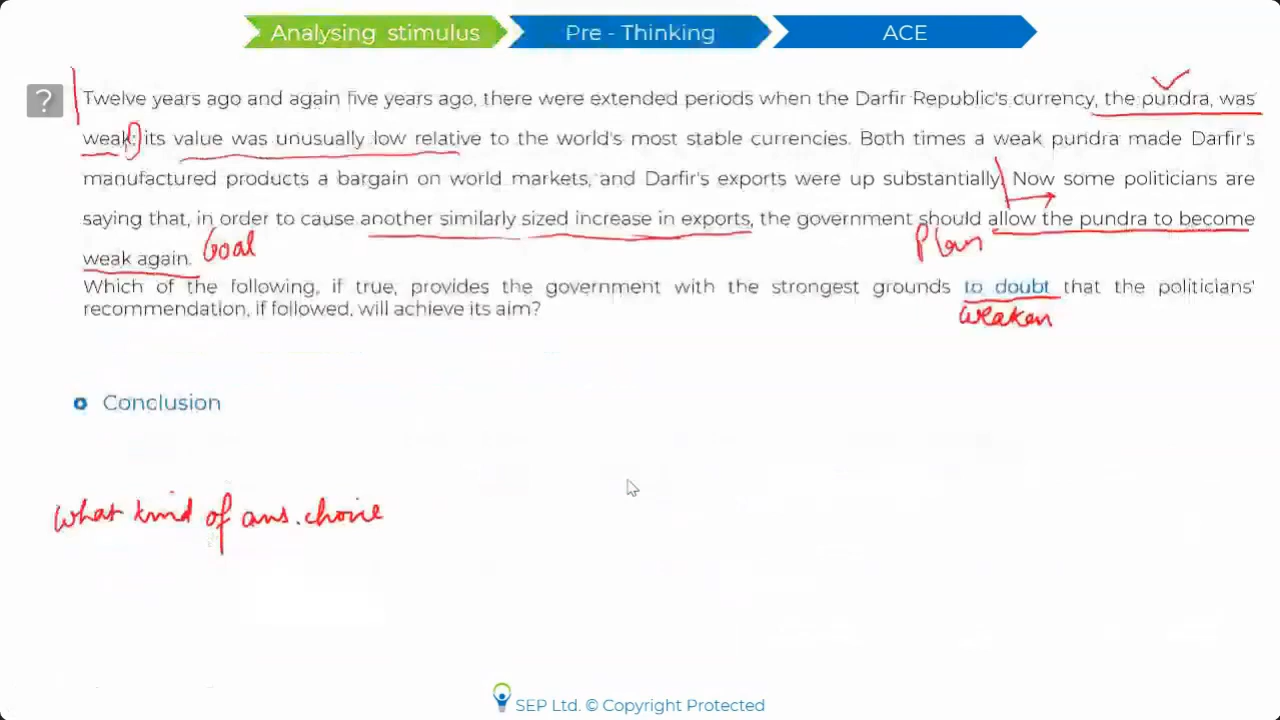 Analysing stimulus
Pre - Thinking
ACE
?
Twelve years ago and again five years ago, there were extended periods when the Darfir Republic's currency, the pundra, was
weak: its value was unusually low relative to the world's most stable currencies. Both times a weak pundra made Darfir's
manufactured products a bargain on world markets, and Darfir's exports were up substantially. Now some politicians are
saying that, in order to cause another similarly sized increase in exports, the government should allow the pundra to become
weak again.
Goal
Plan
Which of the following, if true, provides the government with the strongest grounds to doubt that the politicians'
recommendation, if followed, will achieve its aim?
weaken
Conclusion
What kind of ans. choice
SEP Ltd. © Copyright Protected